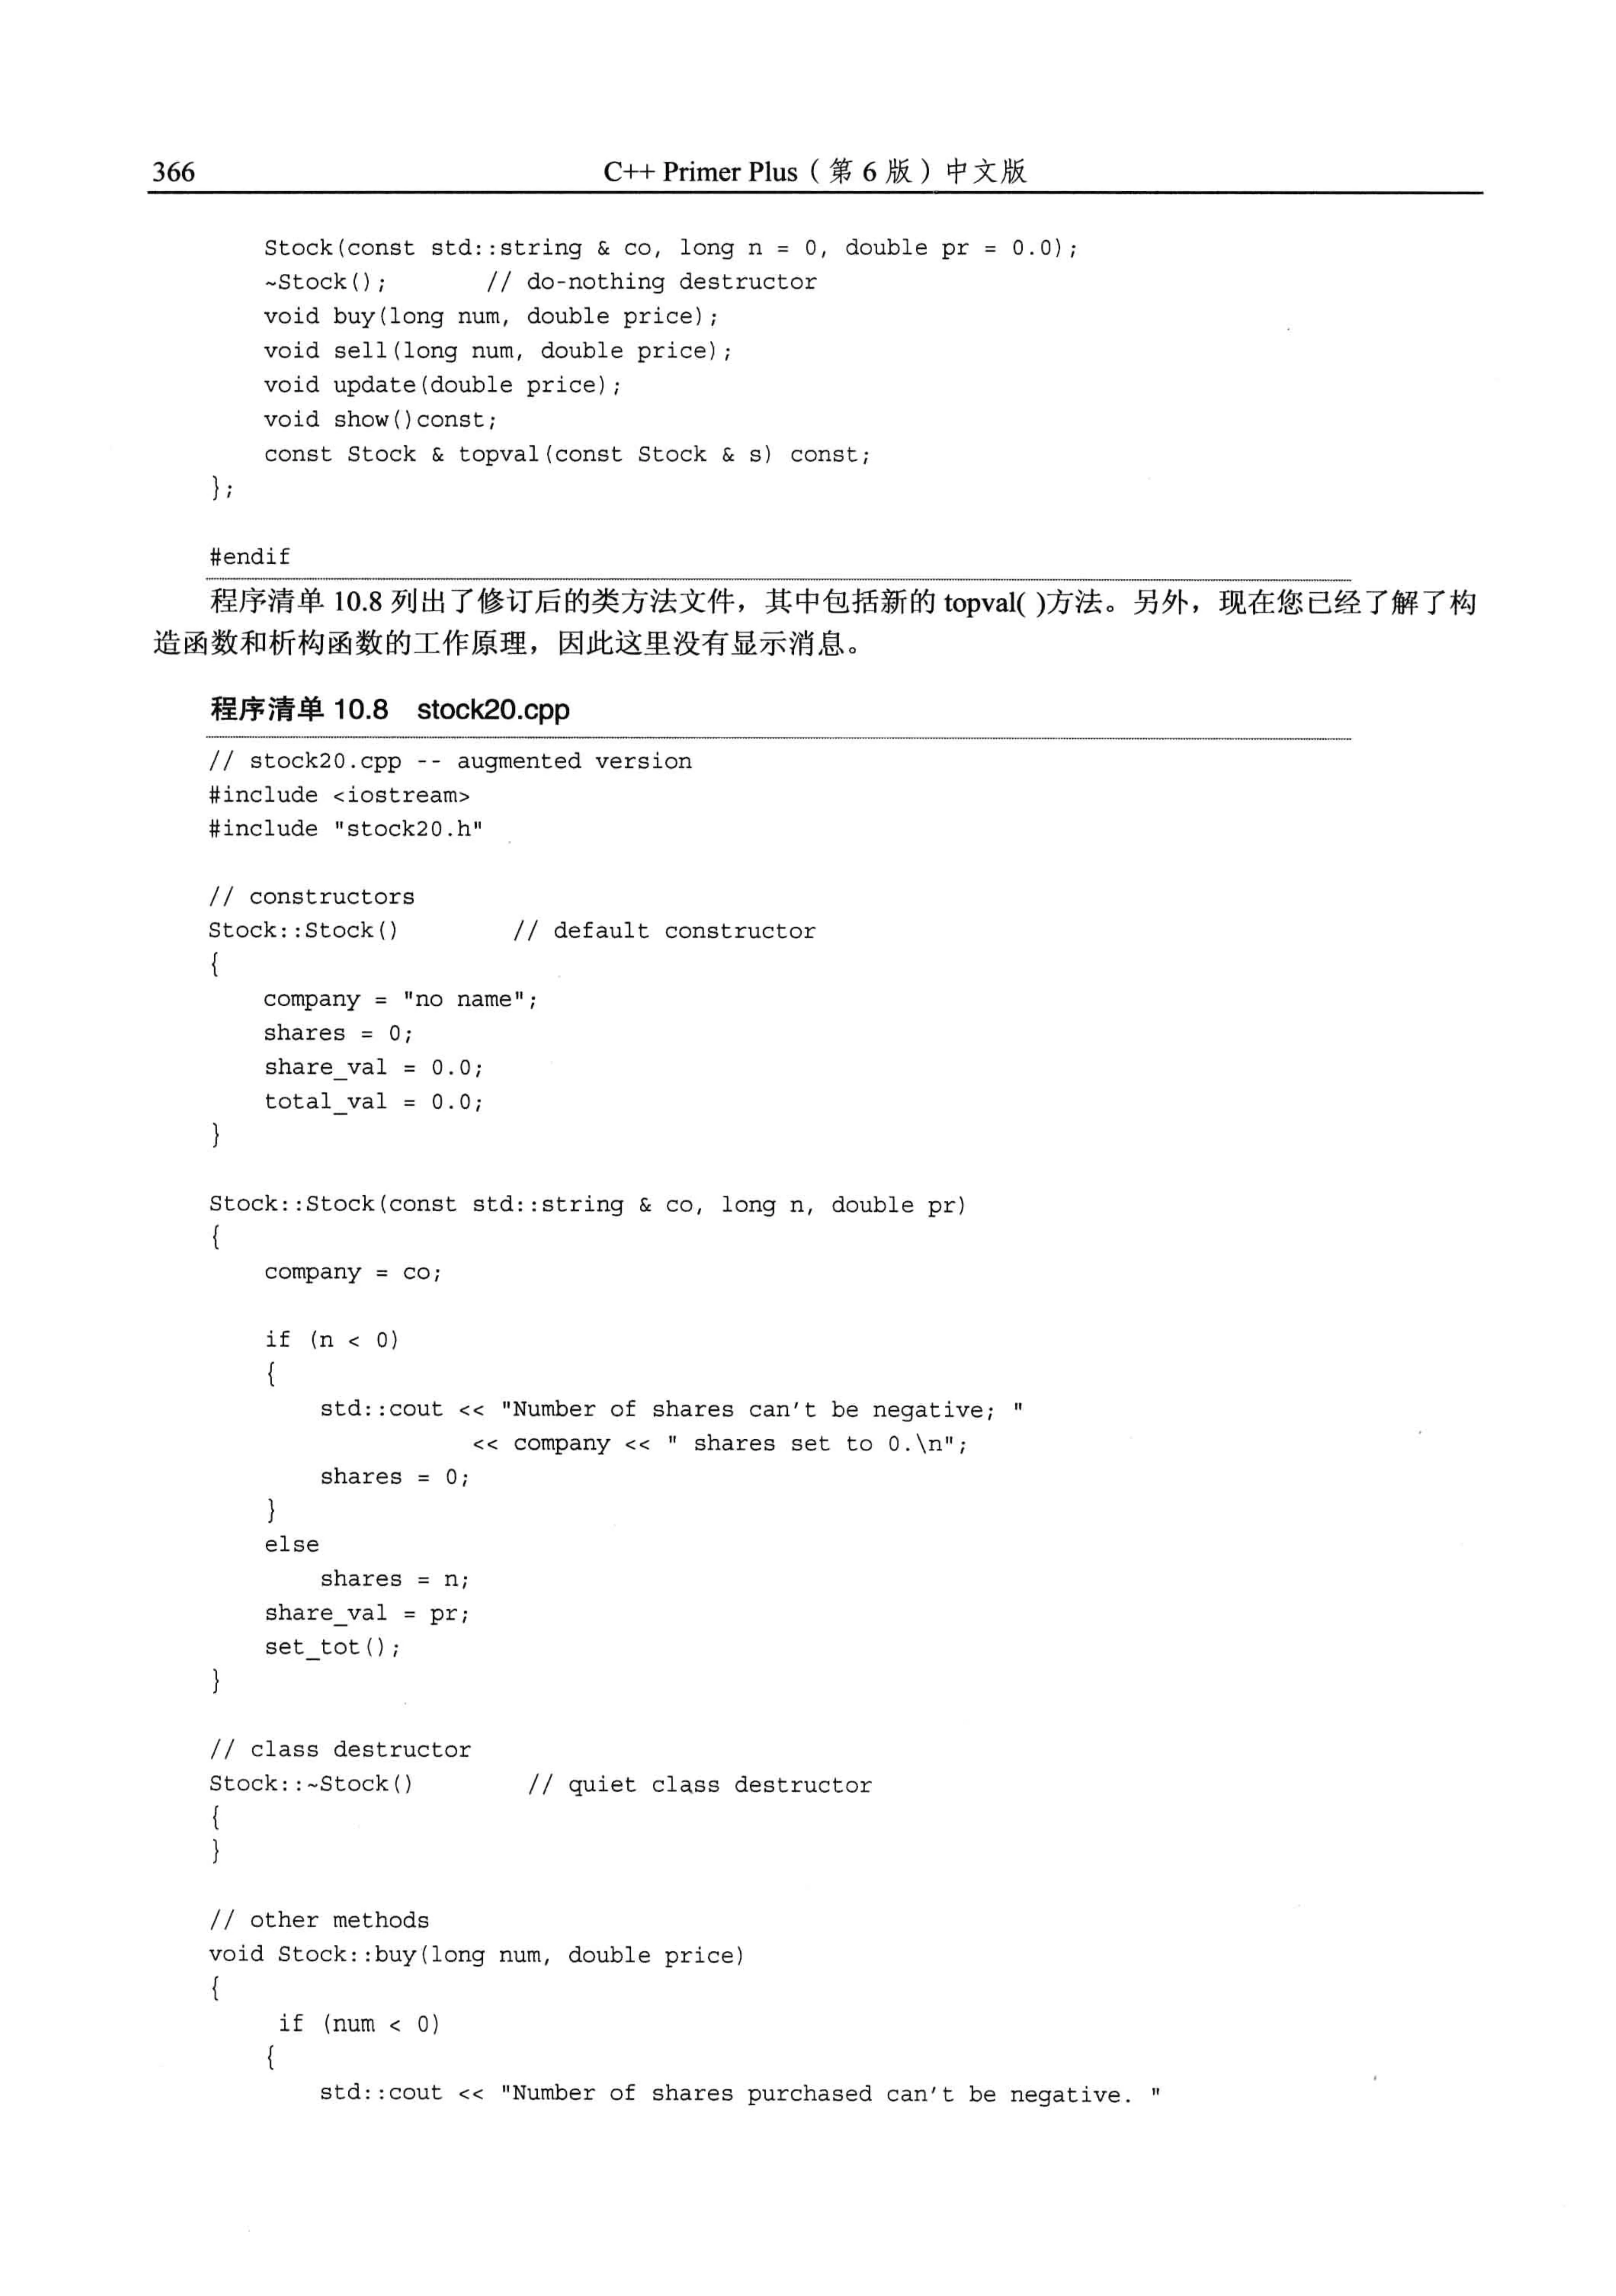 366
C++ Primer Plus（第 6 版）中文版
    Stock(const std::string & co, long n = 0, double pr = 0.0);
    ~Stock();       // do-nothing destructor
    void buy(long num, double price);
    void sell(long num, double price);
    void update(double price);
    void show()const;
    const Stock & topval(const Stock & s) const;
};
#endif
程序清单 10.8 列出了修订后的类方法文件，其中包括新的 topval( )方法。另外，现在您已经了解了构
造函数和析构函数的工作原理，因此这里没有显示消息。
程序清单 10.8 stock20.cpp
// stock20.cpp -- augmented version
#include <iostream>
#include "stock20.h"
// constructors
Stock::Stock()        // default constructor
{
    company = "no name";
    shares = 0;
    share_val = 0.0;
    total_val = 0.0;
}
Stock::Stock(const std::string & co, long n, double pr)
{
    company = co;
    if (n < 0)
    {
        std::cout << "Number of shares can't be negative; "
                   << company << " shares set to 0.\n";
        shares = 0;
    }
    else
        shares = n;
    share_val = pr;
    set_tot();
}
// class destructor
Stock::~Stock()        // quiet class destructor
{
}
// other methods
void Stock::buy(long num, double price)
{
     if (num < 0)
    {
        std::cout << "Number of shares purchased can't be negative. "